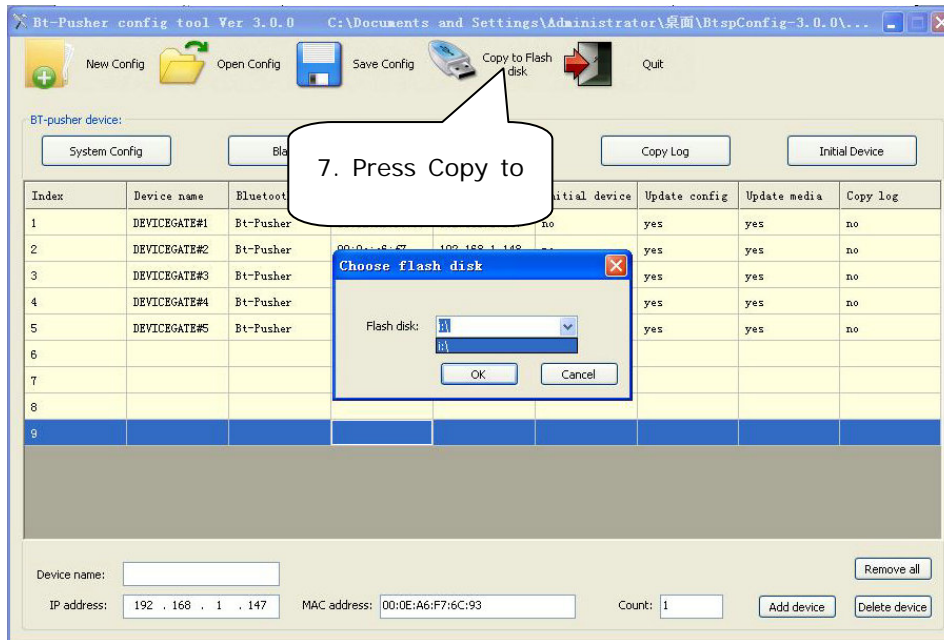 Bt-Pusher config tool Ver 3.0.0 C:\Documents and Settings\Administrator\桌面\BtspConfig-3.0.0\...
New Config Open Config Save Config Copy to Flash disk Quit
BT-pusher device:
System Config Bla Copy Log Initial Device
7. Press Copy to
Index Device name Bluetoot nitial device Update config Update media Copy log
1 DEVICEGATE#1 Bt-Pusher no yes yes no
2 DEVICEGATE#2 Bt-Pusher 192.168.1.148 yes yes no
3 DEVICEGATE#3 Bt-Pusher yes yes no
4 DEVICEGATE#4 Bt-Pusher yes yes no
5 DEVICEGATE#5 Bt-Pusher yes yes no
6
7
8
9
Choose flash disk
Flash disk:
i:\
OK Cancel
Device name: Remove all
IP address: 192 . 168 . 1 . 147 MAC address: 00:0E:A6:F7:6C:93 Count: 1 Add device Delete device